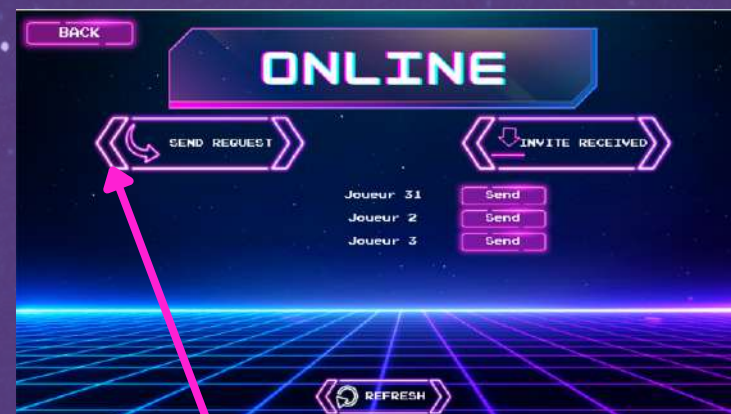 BACK
ONLINE
SEND REQUEST
INVITE RECEIVED
Joueur 31 Send
Joueur 2 Send
Joueur 3 Send
REFRESH